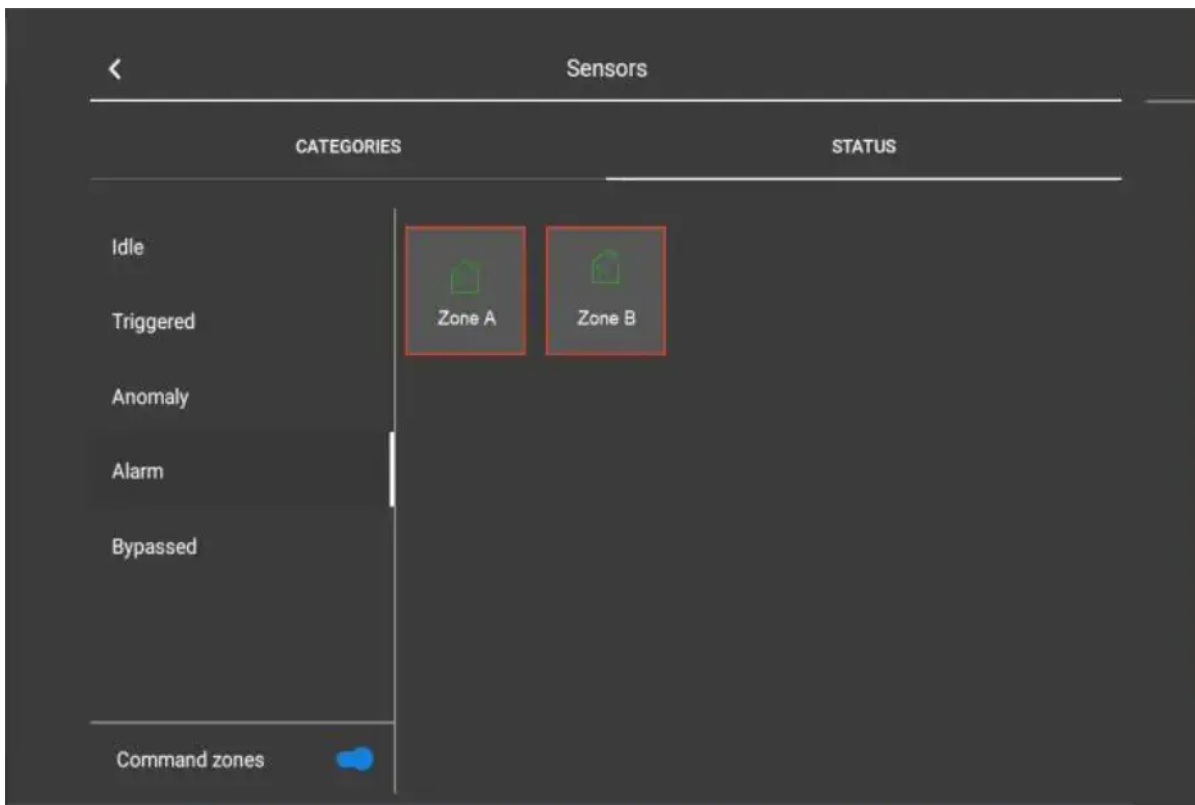 Sensors
CATEGORIES
STATUS
Idle
Triggered
Anomaly
Alarm
Bypassed
Zone A
Zone B
Command zones